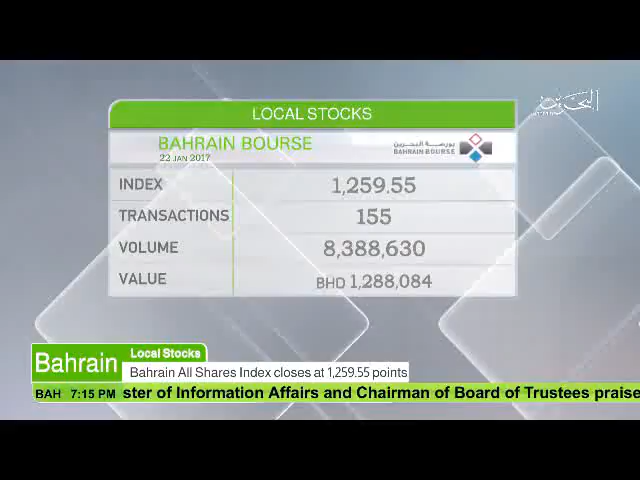 البحرين
LOCAL STOCKS
BAHRAIN BOURSE
22 JAN 2017
بورصة البحرين
BAHRAIN BOURSE
INDEX 1,259.55
TRANSACTIONS 155
VOLUME 8,388,630
VALUE BHD 1,288,084
Local Stocks
Bahrain
Bahrain All Shares Index closes at 1,259.55 points
BAH 7:15 PM ster of Information Affairs and Chairman of Board of Trustees praise